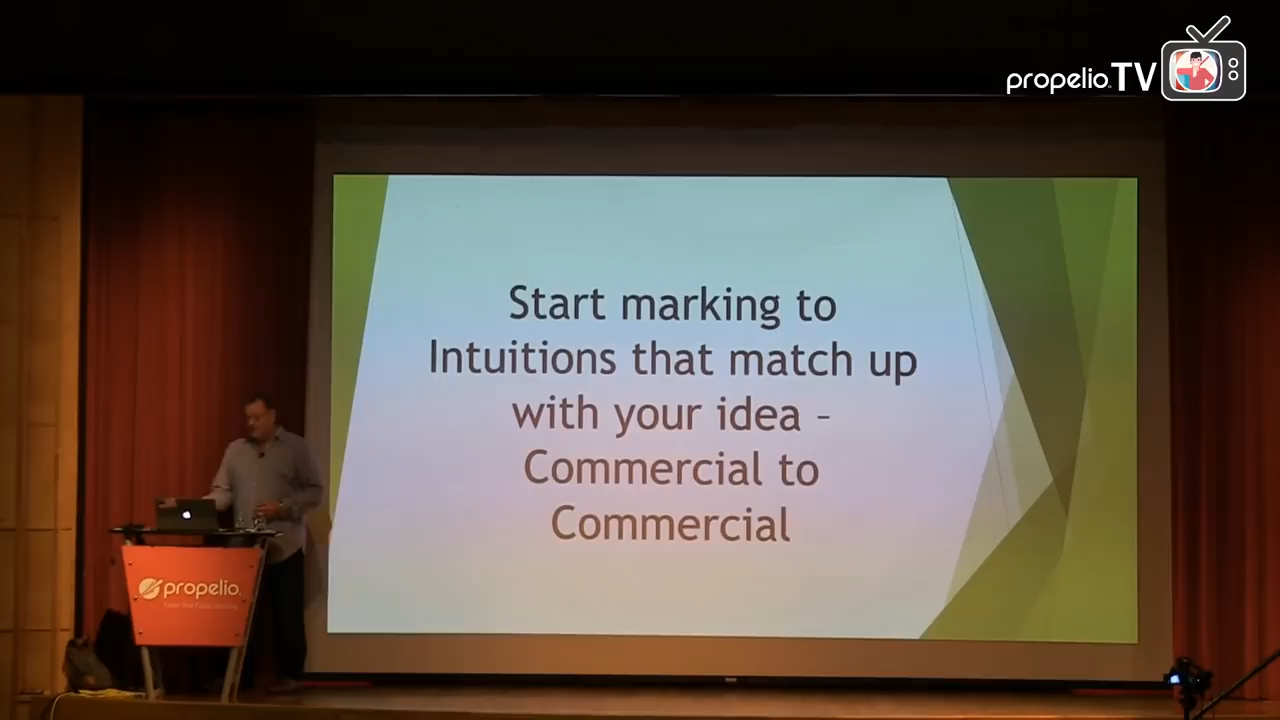 propelio.TV
Start marking to
Intuitions that match up
with your idea –
Commercial to
Commercial
propelio.